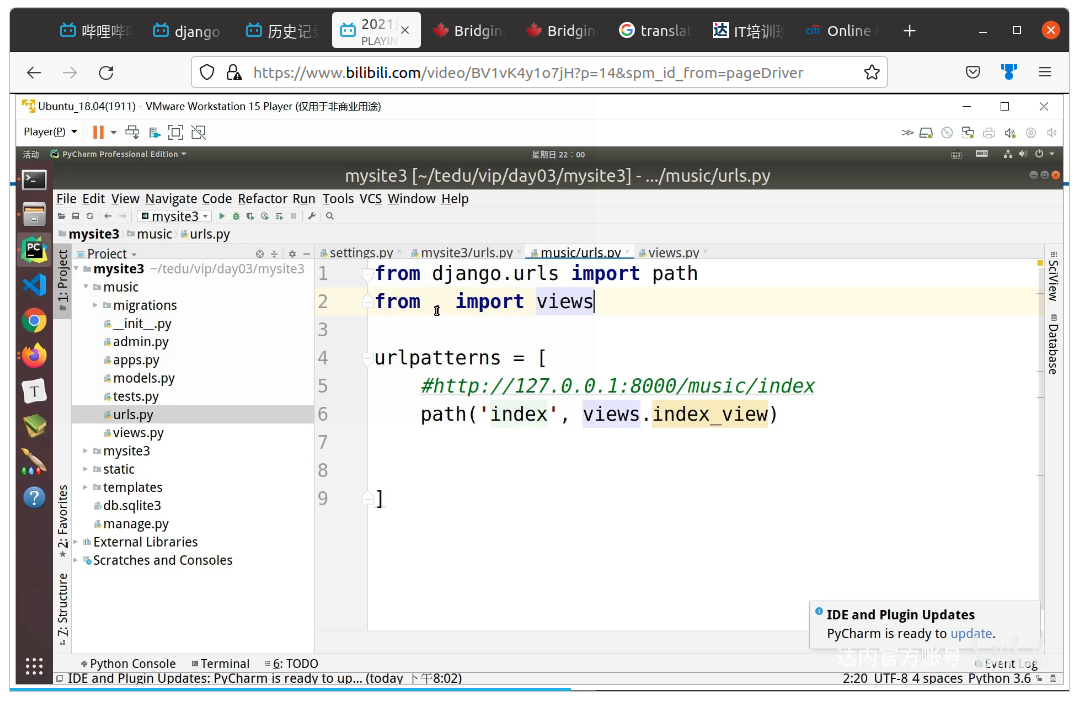 哔哩哔
django
历史记
2021
PLAYIN
Bridgin
Bridgin
translat
IT培训班
Online
https://www.bilibili.com/video/BV1vK4y1o7jH?p=14&spm_id_from=pageDriver
Ubuntu_18.04(1911) - VMware Workstation 15 Player (仅用于非商业用途)
Player(P)
活动 PyCharm Professional Edition 星期日 22：00
mysite3 [~/tedu/vip/day03/mysite3] - .../music/urls.py
File Edit View Navigate Code Refactor Run Tools VCS Window Help
mysite3
mysite3 music urls.py
Project settings.py mysite3/urls.py music/urls.py views.py
1: Project
mysite3 ~/tedu/vip/day03/mysite3
music
migrations
__init__.py
admin.py
apps.py
models.py
tests.py
urls.py
views.py
mysite3
static
templates
db.sqlite3
manage.py
External Libraries
Scratches and Consoles
2: Favorites
Z: Structure
1 from django.urls import path
2 from . import views
3
4 urlpatterns = [
5 #http://127.0.0.1:8000/music/index
6 path('index', views.index_view)
7
8
9 ]
SciView
Database
IDE and Plugin Updates
PyCharm is ready to update.
达内官方账号
Python Console Terminal 6: TODO Event Log
IDE and Plugin Updates: PyCharm is ready to up... (today 下午8:02) 2:20 UTF-8 4 spaces Python 3.6